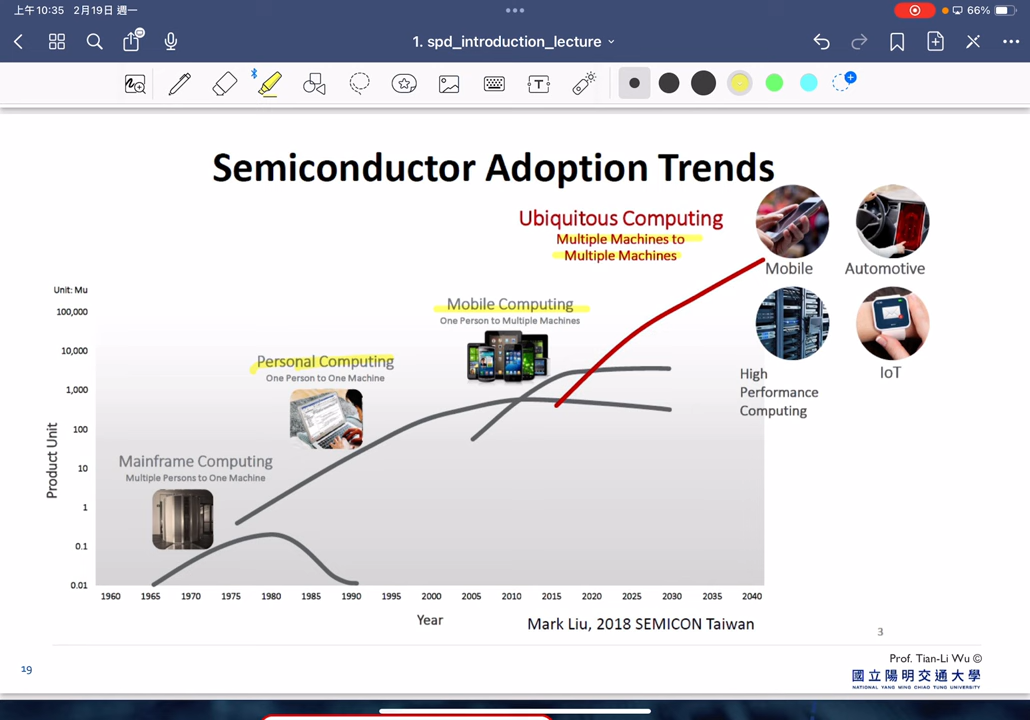 上午10:35 2月19日 週一
66%
1. spd_introduction_lecture
Semiconductor Adoption Trends
Ubiquitous Computing
Multiple Machines to
Multiple Machines
Mobile
Automotive
High
Performance
Computing
IoT
Mobile Computing
One Person to Multiple Machines
Personal Computing
One Person to One Machine
Mainframe Computing
Multiple Persons to One Machine
Unit: Mu
100,000
10,000
1,000
100
10
1
0.1
0.01
Product Unit
1960 1965 1970 1975 1980 1985 1990 1995 2000 2005 2010 2015 2020 2025 2030 2035 2040
Year
Mark Liu, 2018 SEMICON Taiwan
3
19
Prof. Tian-Li Wu ©
國立陽明交通大學
NATIONAL YANG MING CHIAO TUNG UNIVERSITY